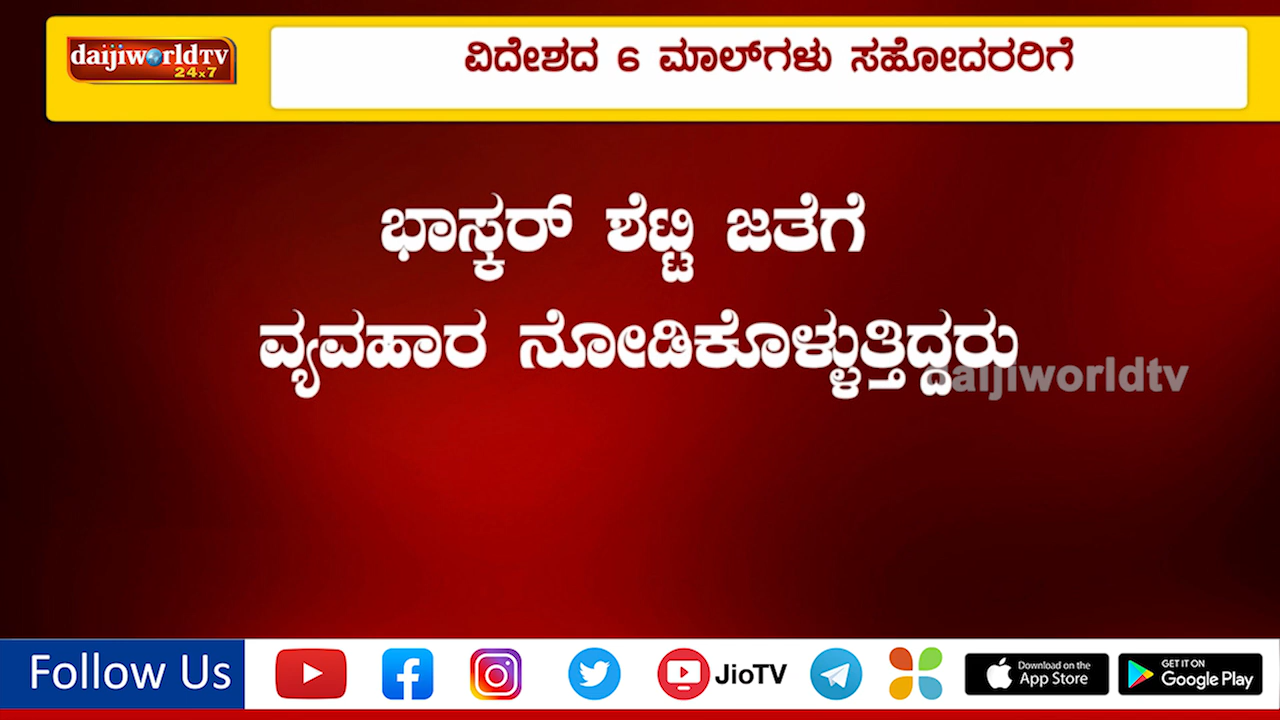 daijiworldTV
24x7
ವಿದೇಶದ 6 ಮಾಲ್‌ಗಳು ಸಹೋದರರಿಗೆ
ಭಾಸ್ಕರ್ ಶೆಟ್ಟಿ ಜತೆಗೆ
ವ್ಯವಹಾರ ನೋಡಿಕೊಳ್ಳುತ್ತಿದ್ದರು
daijiworldtv
Follow Us
JioTV
Download on the
App Store
GET IT ON
Google Play